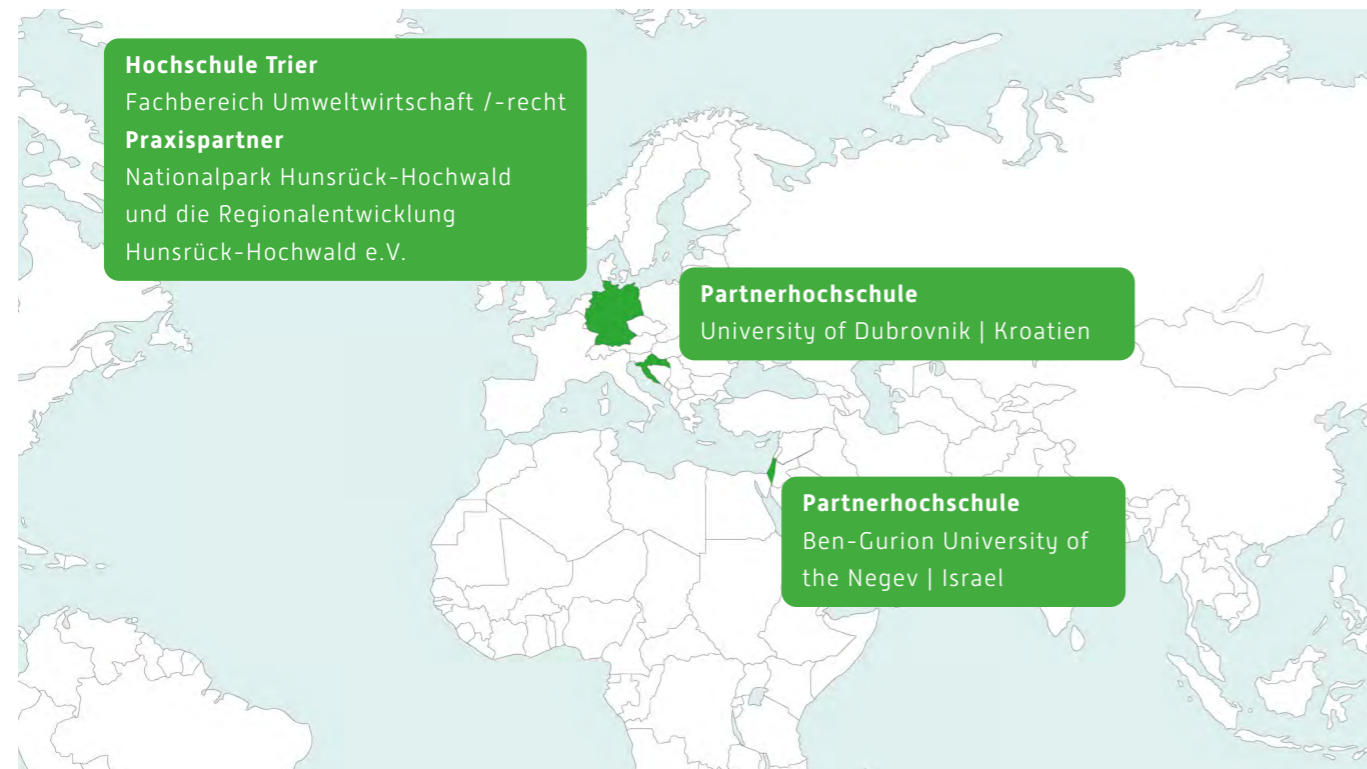 Hochschule Trier
Fachbereich Umweltwirtschaft /-recht
Praxispartner
Nationalpark Hunsrück-Hochwald
und die Regionalentwicklung
Hunsrück-Hochwald e.V.
Partnerhochschule
University of Dubrovnik | Kroatien
Partnerhochschule
Ben-Gurion University of
the Negev | Israel